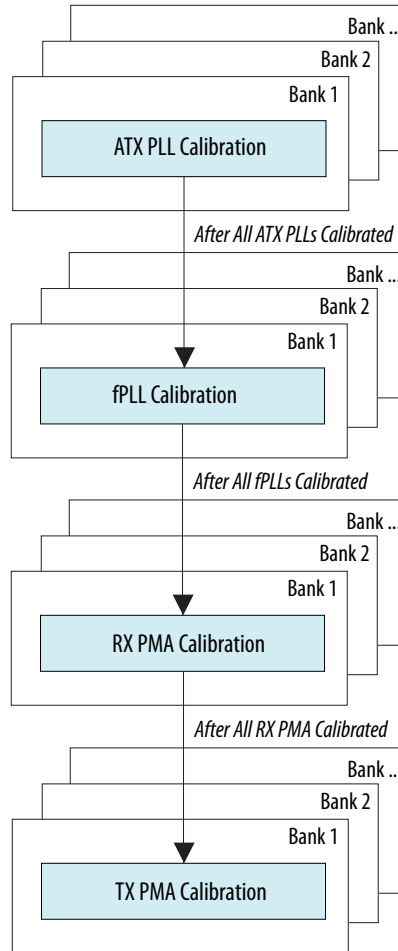 Bank ...
Bank 2
Bank 1
ATX PLL Calibration
After All ATX PLLs Calibrated
Bank ...
Bank 2
Bank 1
fPLL Calibration
After All fPLLs Calibrated
Bank ...
Bank 2
Bank 1
RX PMA Calibration
After All RX PMA Calibrated
Bank ...
Bank 2
Bank 1
TX PMA Calibration